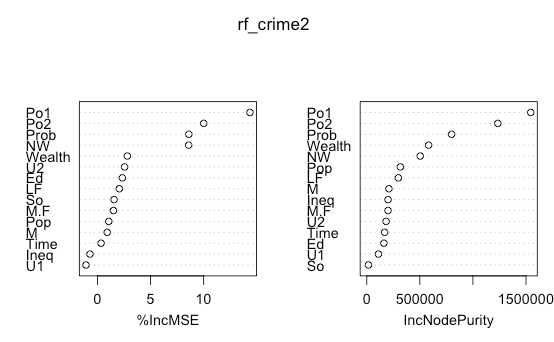 rf_crime2
Po1
Po2
Prob
NW
Wealth
U2
Ed
LF
So
M.F
Pop
M
Time
Ineq
U1
0 5 10
%IncMSE
Po1
Po2
Prob
Wealth
NW
Pop
LF
M
Ineq
M.F
U2
Time
Ed
U1
So
0 500000 1500000
IncNodePurity